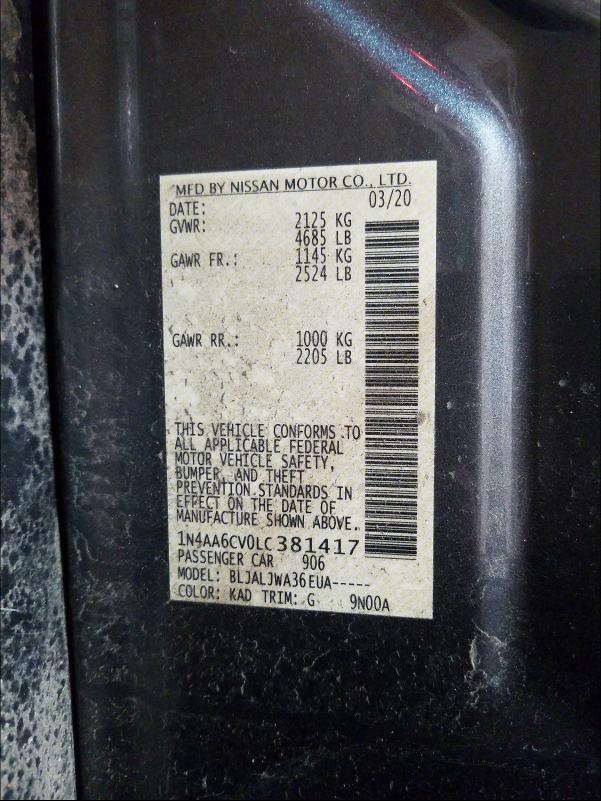 MFD BY NISSAN MOTOR CO., LTD.
DATE: 03/20
GVWR: 2125 KG
4685 LB
GAWR FR.: 1145 KG
2524 LB
GAWR RR.: 1000 KG
2205 LB
THIS VEHICLE CONFORMS TO
ALL APPLICABLE FEDERAL
MOTOR VEHICLE SAFETY,
BUMPER, AND THEFT
PREVENTION STANDARDS IN
EFFECT ON THE DATE OF
MANUFACTURE SHOWN ABOVE.
1N4AA6CV0LC381417
PASSENGER CAR 906
MODEL: BLJALJWA36EUA-----
COLOR: KAD TRIM: G 9N00A